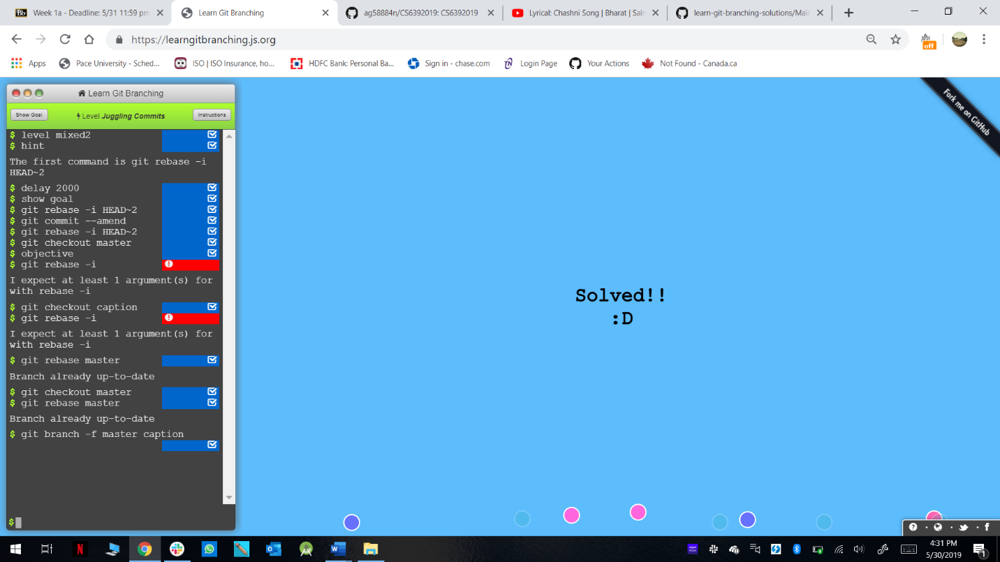 Bb Week 1a - Deadline: 5/31 11:59 pm
Learn Git Branching
ag58884n/CS6392019: CS6392019
Lyrical: Chashni Song | Bharat | Salm
learn-git-branching-solutions/Main
https://learngitbranching.js.org
off
Apps
Pace University - Sched...
ISO | ISO Insurance, ho...
HDFC Bank: Personal Ba...
Sign in - chase.com
Login Page
Your Actions
Not Found - Canada.ca
Learn Git Branching
Show Goal
Level Juggling Commits
Instructions
$ level mixed2
$ hint
The first command is git rebase -i
HEAD~2
$ delay 2000
$ show goal
$ git rebase -i HEAD~2
$ git commit --amend
$ git rebase -i HEAD~2
$ git checkout master
$ objective
$ git rebase -i
I expect at least 1 argument(s) for
with rebase -i
$ git checkout caption
$ git rebase -i
I expect at least 1 argument(s) for
with rebase -i
$ git rebase master
Branch already up-to-date
$ git checkout master
$ git rebase master
Branch already up-to-date
$ git branch -f master caption
$
Solved!!
:D
Fork me on GitHub
4:31 PM
5/30/2019
1